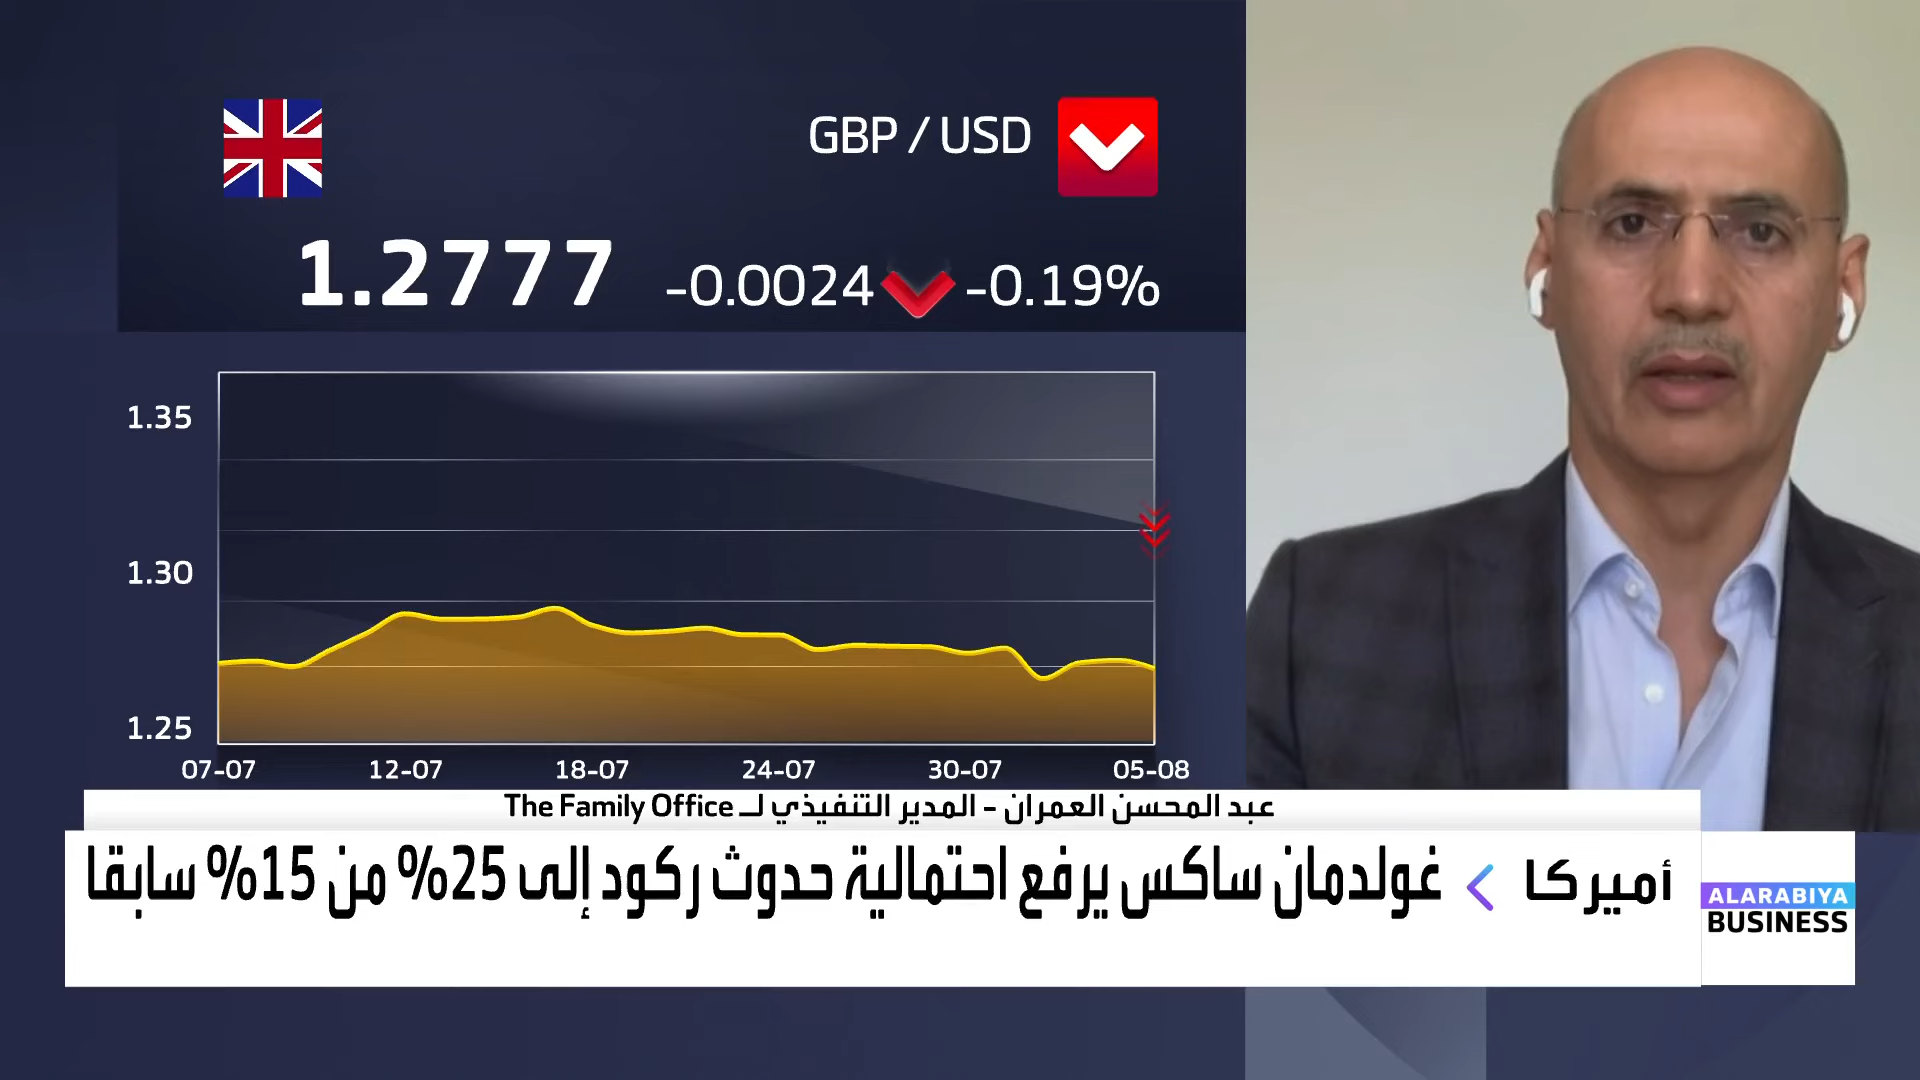 GBP / USD
1.2777 -0.0024 -0.19%
1.35
1.30
1.25
07-07 12-07 18-07 24-07 30-07 05-08
عبد المحسن العمران - المدير التنفيذي لـ The Family Office
أميركا > غولدمان ساكس يرفع احتمالية حدوث ركود إلى 25% من 15% سابقا
ALARABIYA
BUSINESS